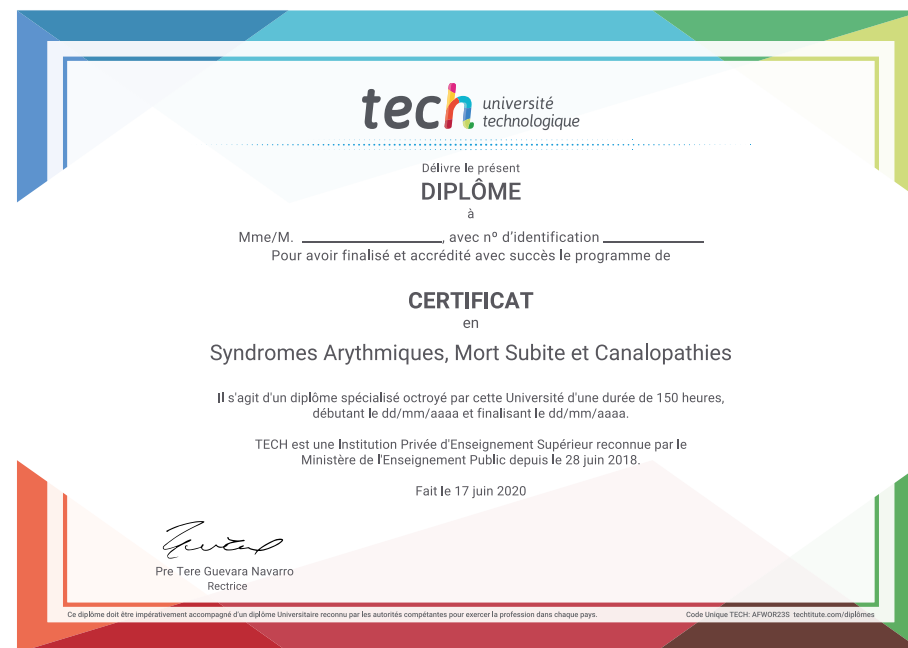 tech université
technologique
Délivre le présent
DIPLÔME
à
Mme/M. ____________, avec nº d'identification ____________
Pour avoir finalisé et accrédité avec succès le programme de
CERTIFICAT
en
Syndromes Arythmiques, Mort Subite et Canalopathies
Il s'agit d'un diplôme spécialisé octroyé par cette Université d'une durée de 150 heures,
débutant le dd/mm/aaaa et finalisant le dd/mm/aaaa.
TECH est une Institution Privée d'Enseignement Supérieur reconnue par le
Ministère de l'Enseignement Public depuis le 28 juin 2018.
Fait le 17 juin 2020
Pre Tere Guevara Navarro
Rectrice
Ce diplôme doit être impérativement accompagné d'un diplôme Universitaire reconnu par les autorités compétentes pour exercer la profession dans chaque pays.
Code Unique TECH: AFWOR23S techtitute.com/diplômes